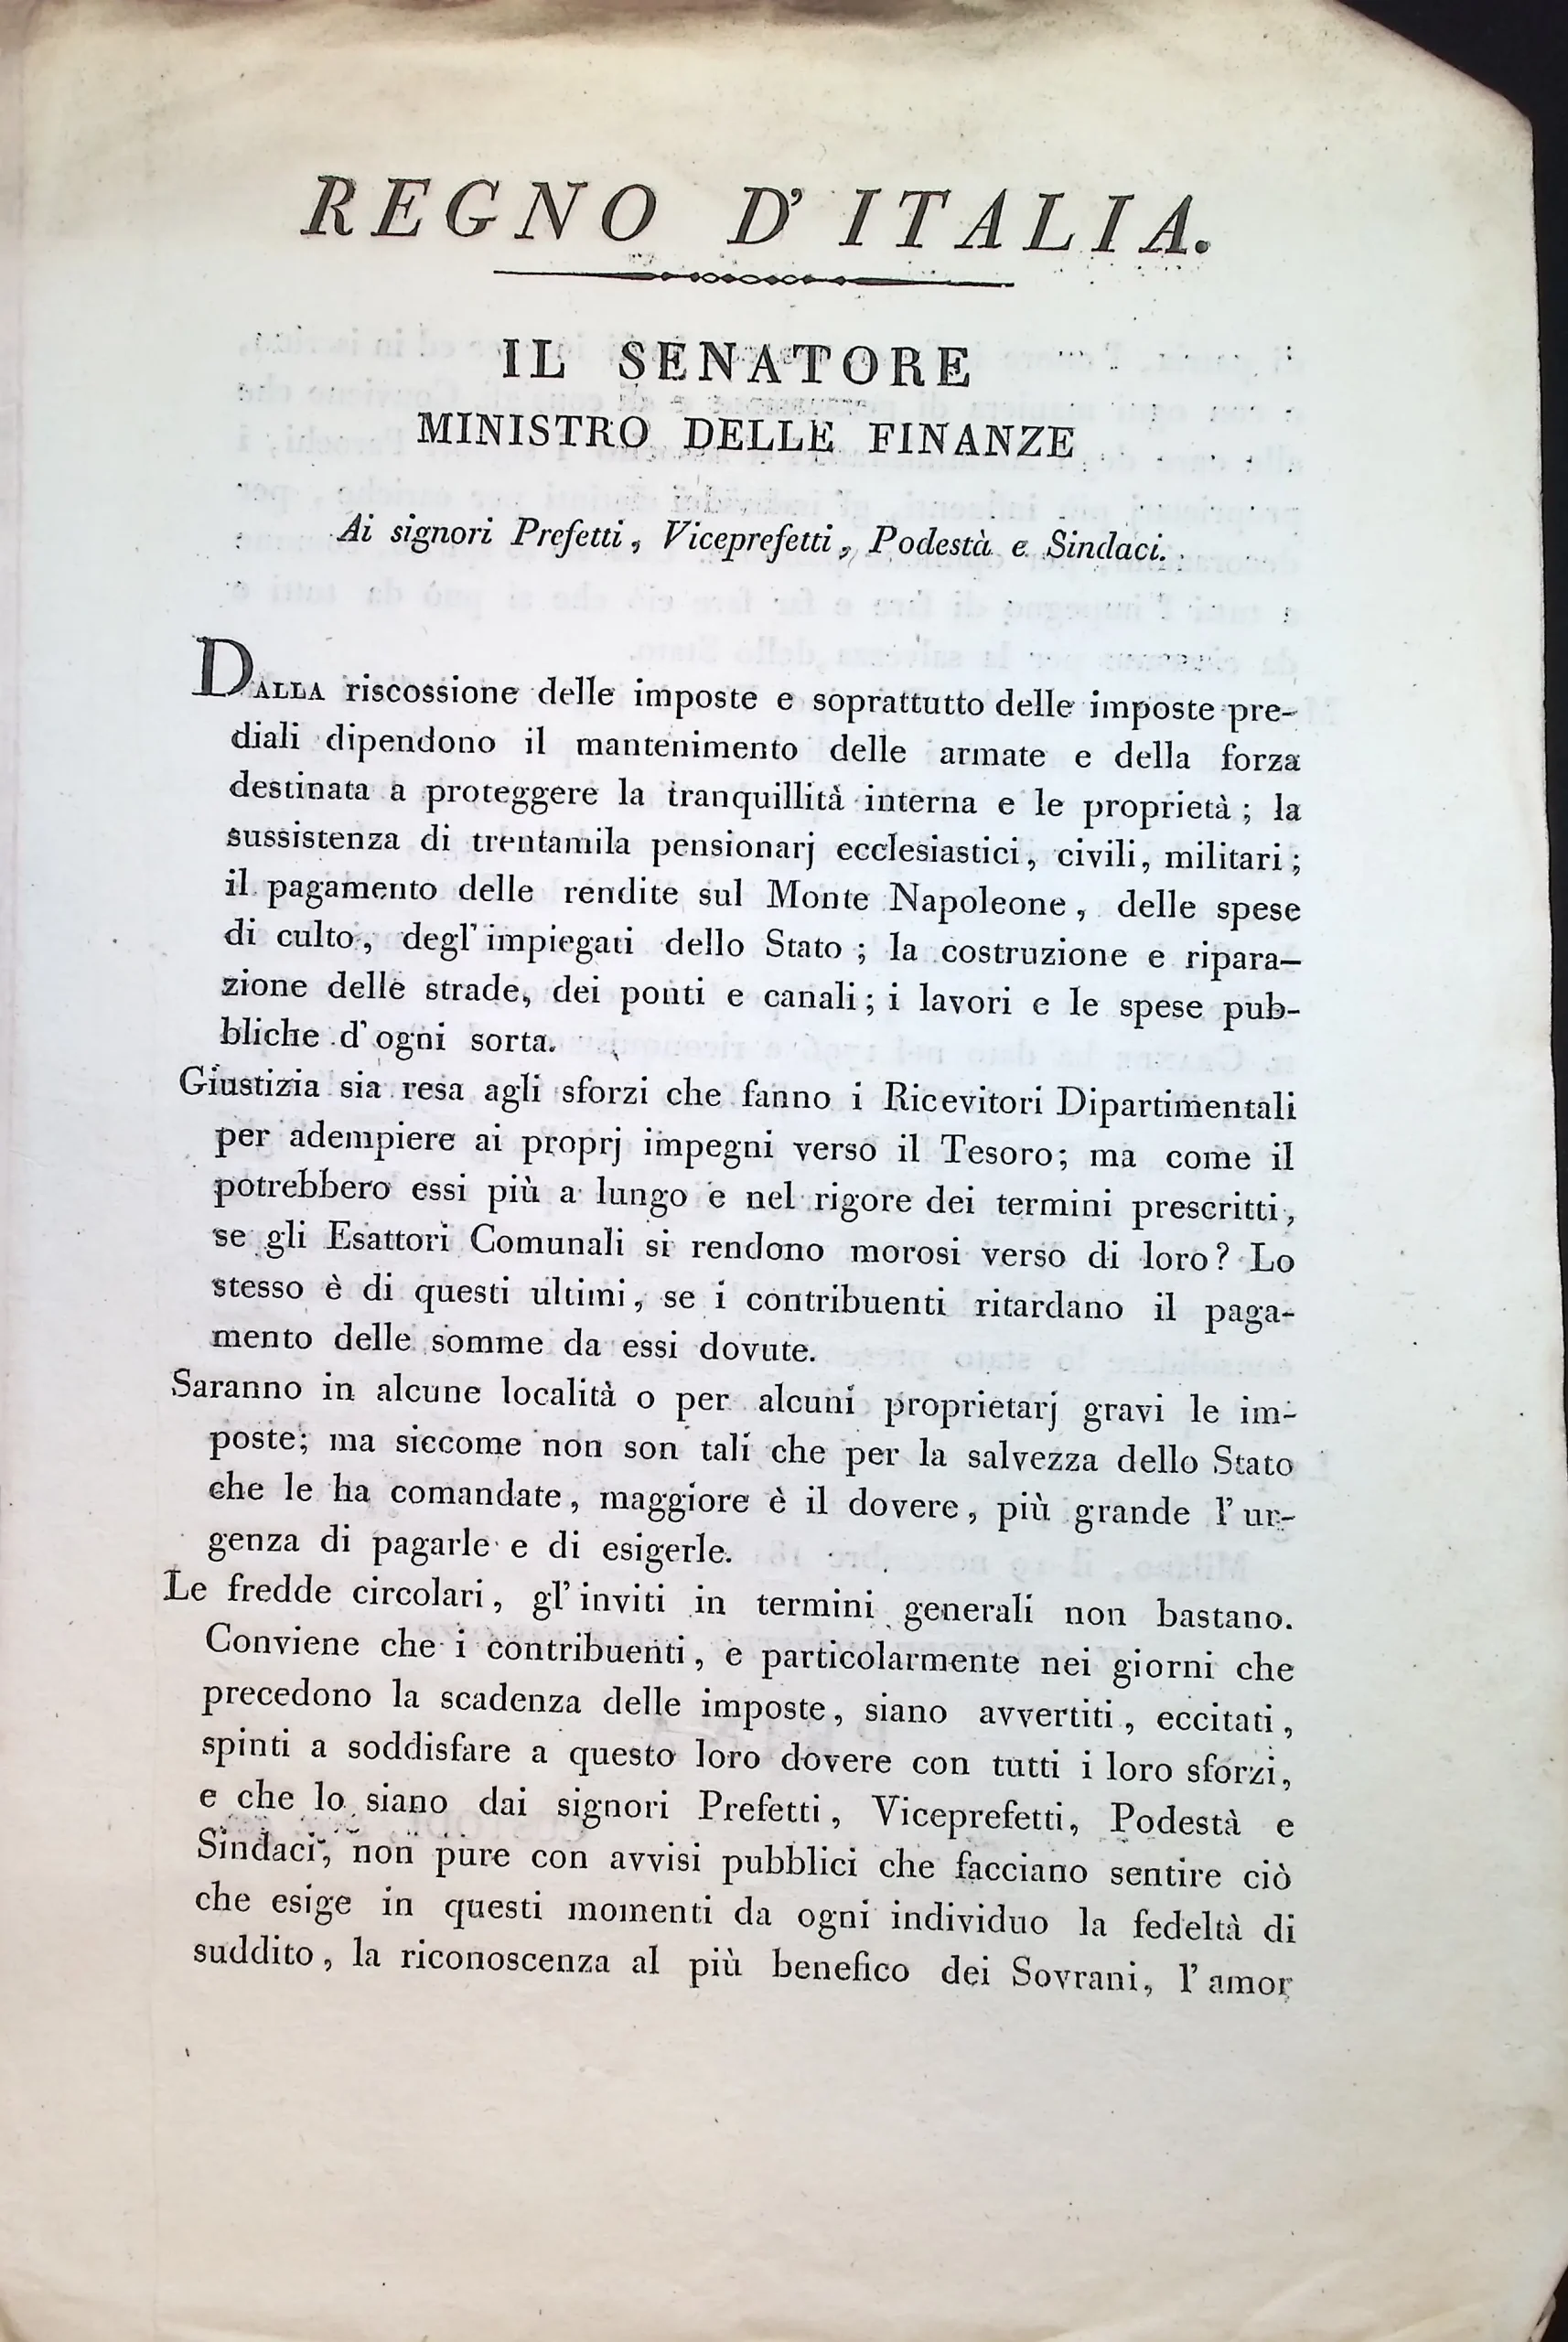 REGNO D'ITALIA.
IL SENATORE
MINISTRO DELLE FINANZE
Ai signori Prefetti, Viceprefetti, Podestà e Sindaci.
DALLA riscossione delle imposte e soprattutto delle imposte pre-
diali dipendono il mantenimento delle armate e della forza
destinata a proteggere la tranquillità interna e le proprietà; la
sussistenza di trentamila pensionarj ecclesiastici, civili, militari;
il pagamento delle rendite sul Monte Napoleone, delle spese
di culto, degl'impiegati dello Stato; la costruzione e ripara-
zione delle strade, dei ponti e canali; i lavori e le spese pub-
bliche d'ogni sorta.
Giustizia sia resa agli sforzi che fanno i Ricevitori Dipartimentali
per adempiere ai proprj impegni verso il Tesoro; ma come il
potrebbero essi più a lungo e nel rigore dei termini prescritti,
se gli Esattori Comunali si rendono morosi verso di loro? Lo
stesso è di questi ultimi, se i contribuenti ritardano il paga-
mento delle somme da essi dovute.
Saranno in alcune località o per alcuni proprietarj gravi le im-
poste; ma siccome non son tali che per la salvezza dello Stato
che le ha comandate, maggiore è il dovere, più grande l'ur-
genza di pagarle e di esigerle.
Le fredde circolari, gl'inviti in termini generali non bastano.
Conviene che i contribuenti, e particolarmente nei giorni che
precedono la scadenza delle imposte, siano avvertiti, eccitati,
spinti a soddisfare a questo loro dovere con tutti i loro sforzi,
e che lo siano dai signori Prefetti, Viceprefetti, Podestà e
Sindaci, non pure con avvisi pubblici che facciano sentire ciò
che esige in questi momenti da ogni individuo la fedeltà di
suddito, la riconoscenza al più benefico dei Sovrani, l'amor